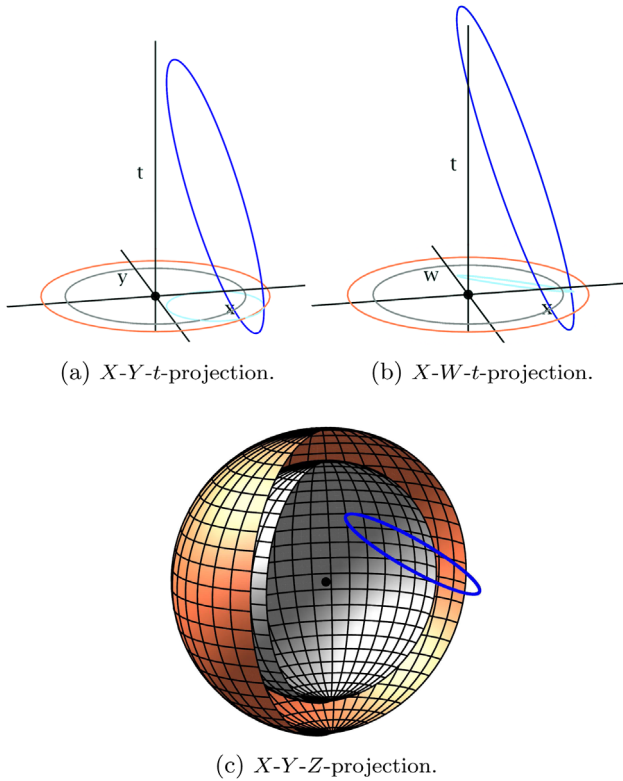 t
y
x
(a) X-Y-t-projection.
t
w
x
(b) X-W-t-projection.
(c) X-Y-Z-projection.